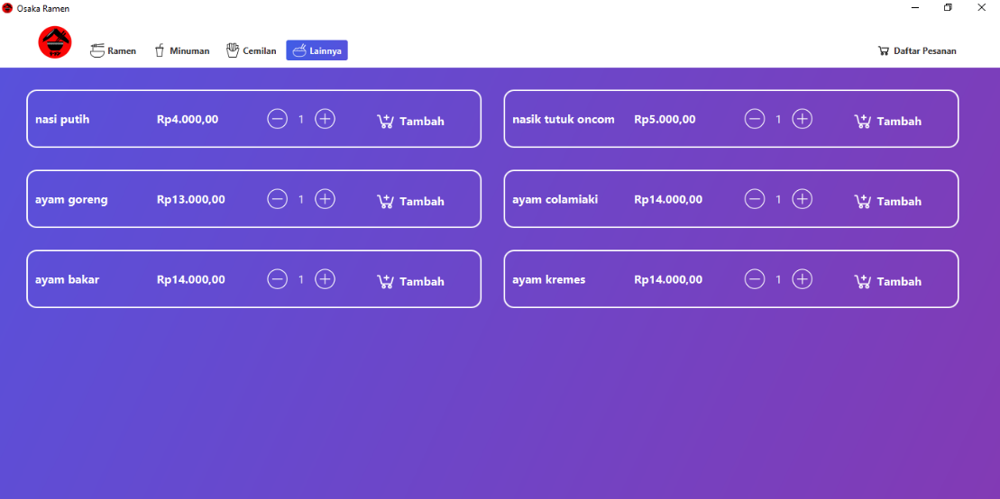 Osaka Ramen
Ramen Minuman Cemilan Lainnya Daftar Pesanan
nasi putih Rp4.000,00 1 Tambah
nasik tutuk oncom Rp5.000,00 1 Tambah
ayam goreng Rp13.000,00 1 Tambah
ayam colamiaki Rp14.000,00 1 Tambah
ayam bakar Rp14.000,00 1 Tambah
ayam kremes Rp14.000,00 1 Tambah